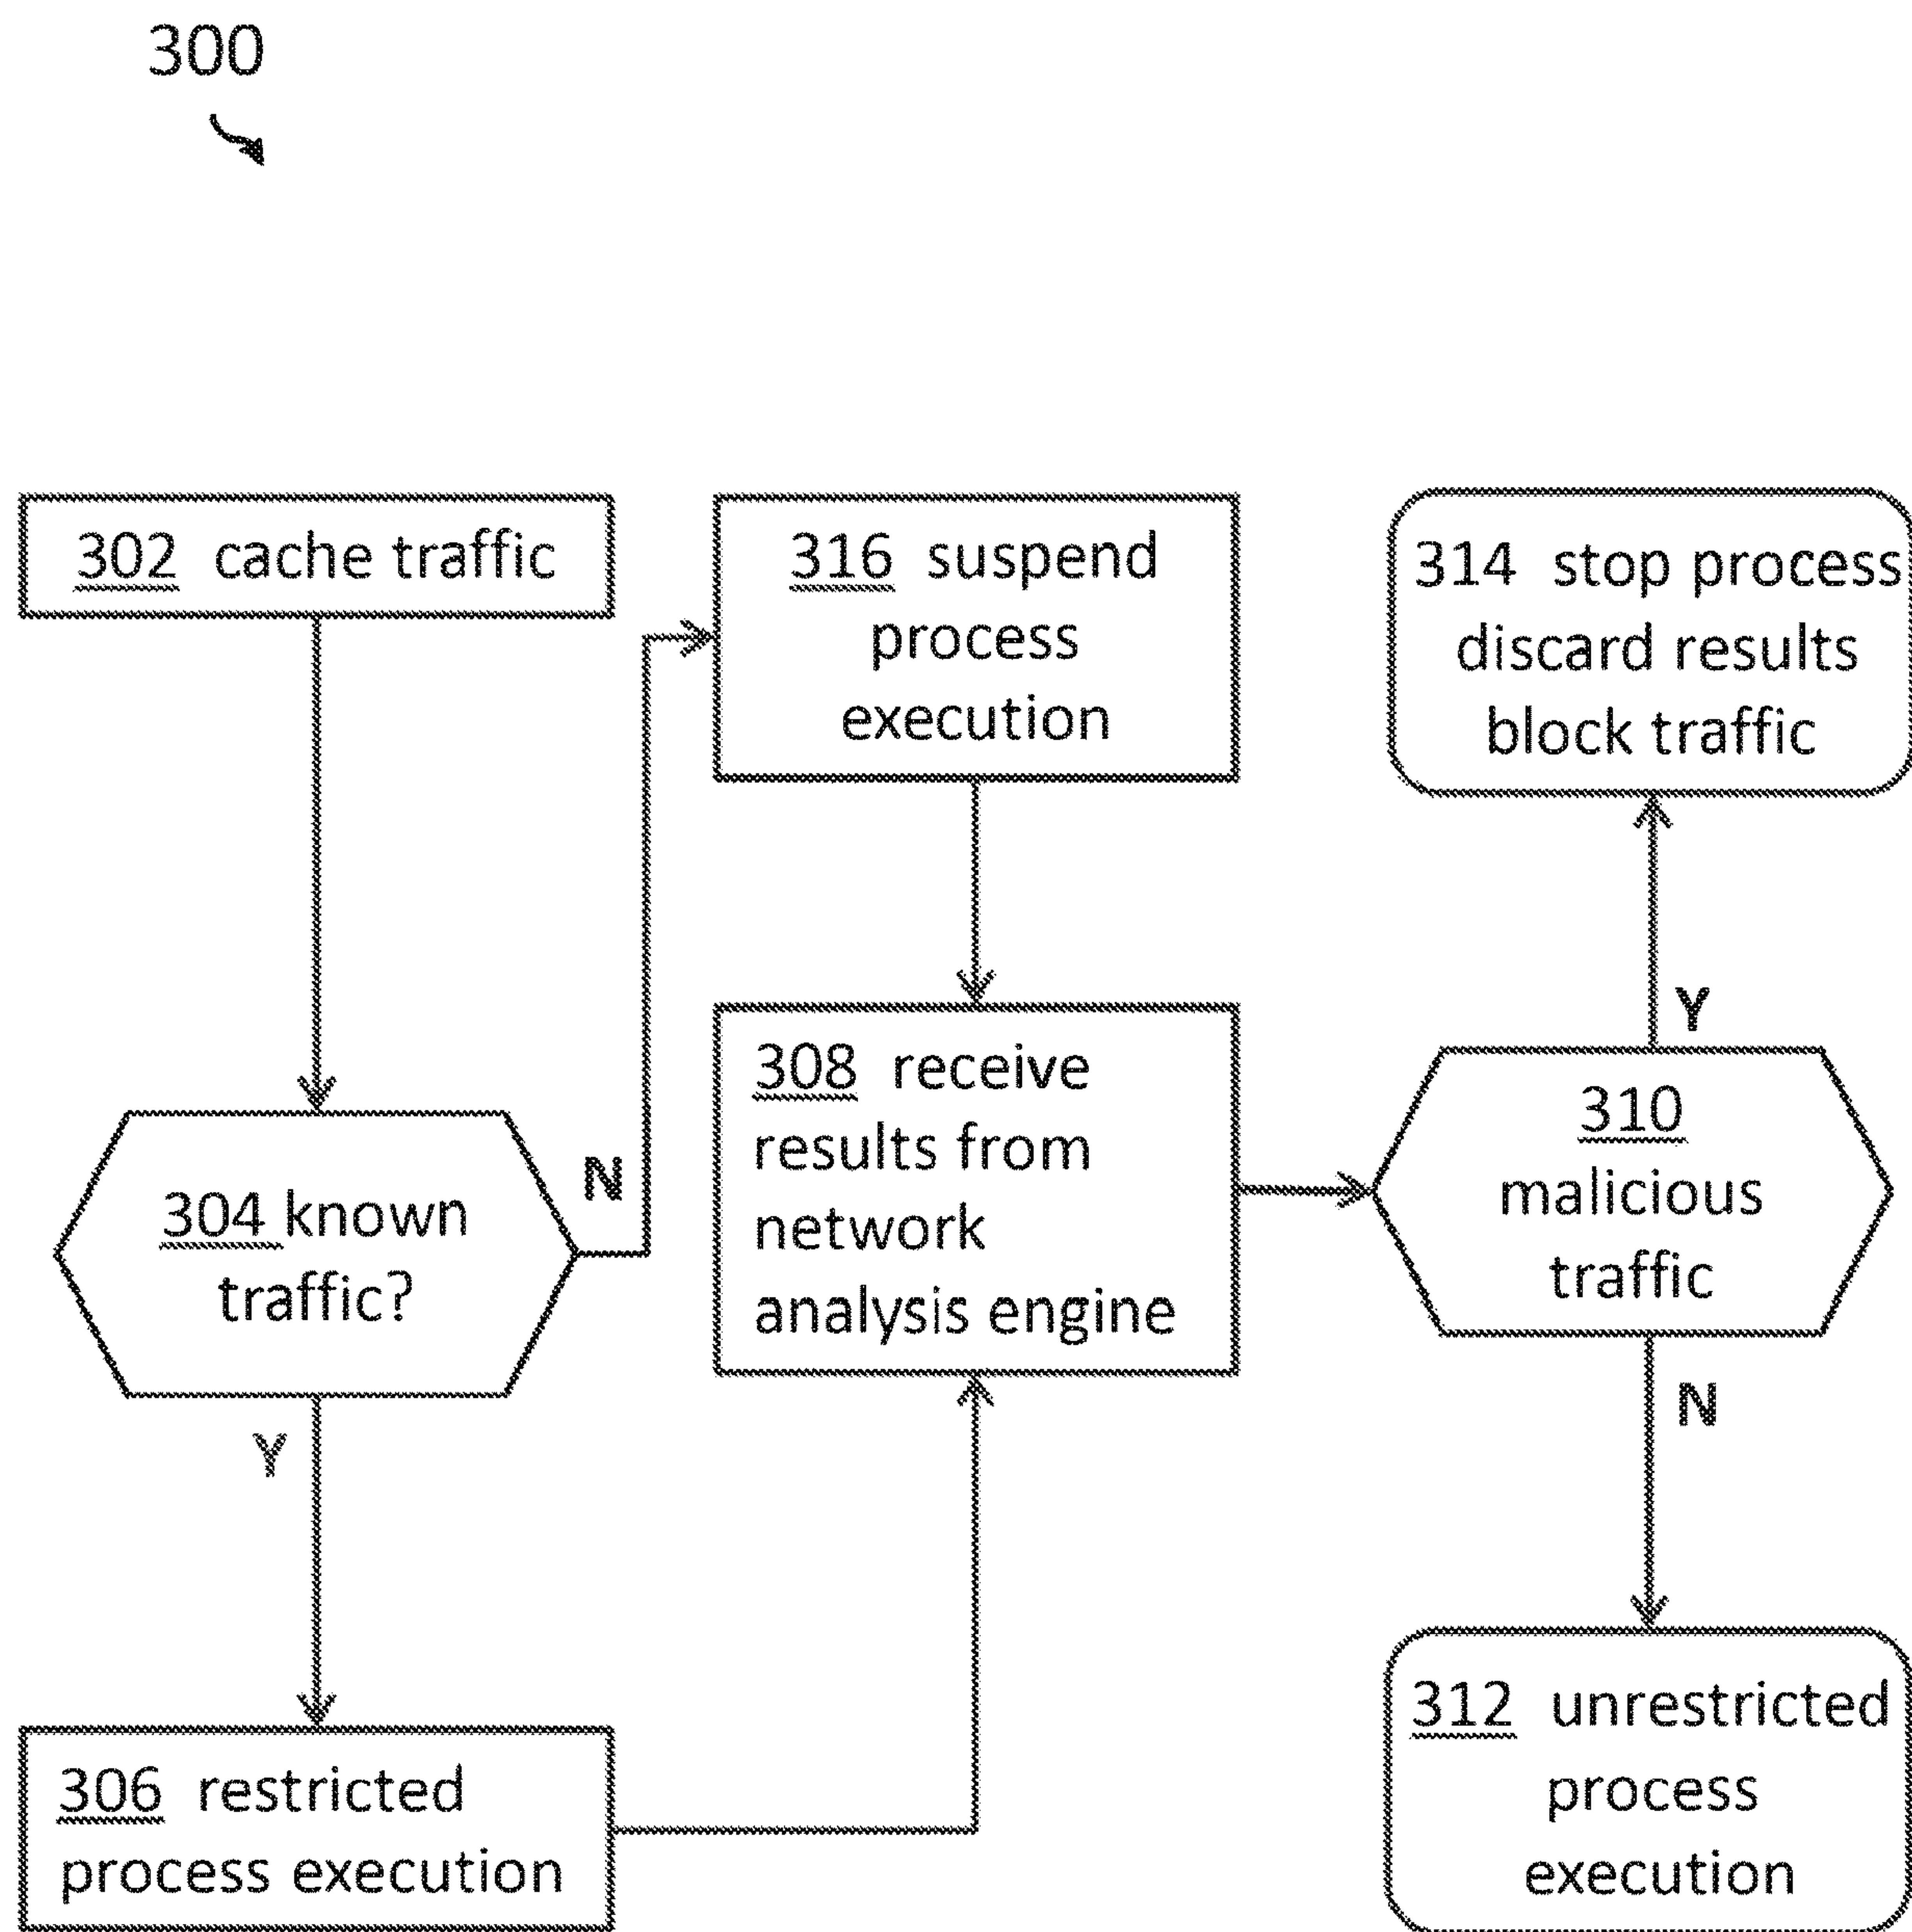 300
302 cache traffic
304 known
traffic?
N
Y
306 restricted
process execution
316 suspend
process
execution
308 receive
results from
network
analysis engine
314 stop process
discard results
block traffic
Y
310
malicious
traffic
N
312 unrestricted
process
execution